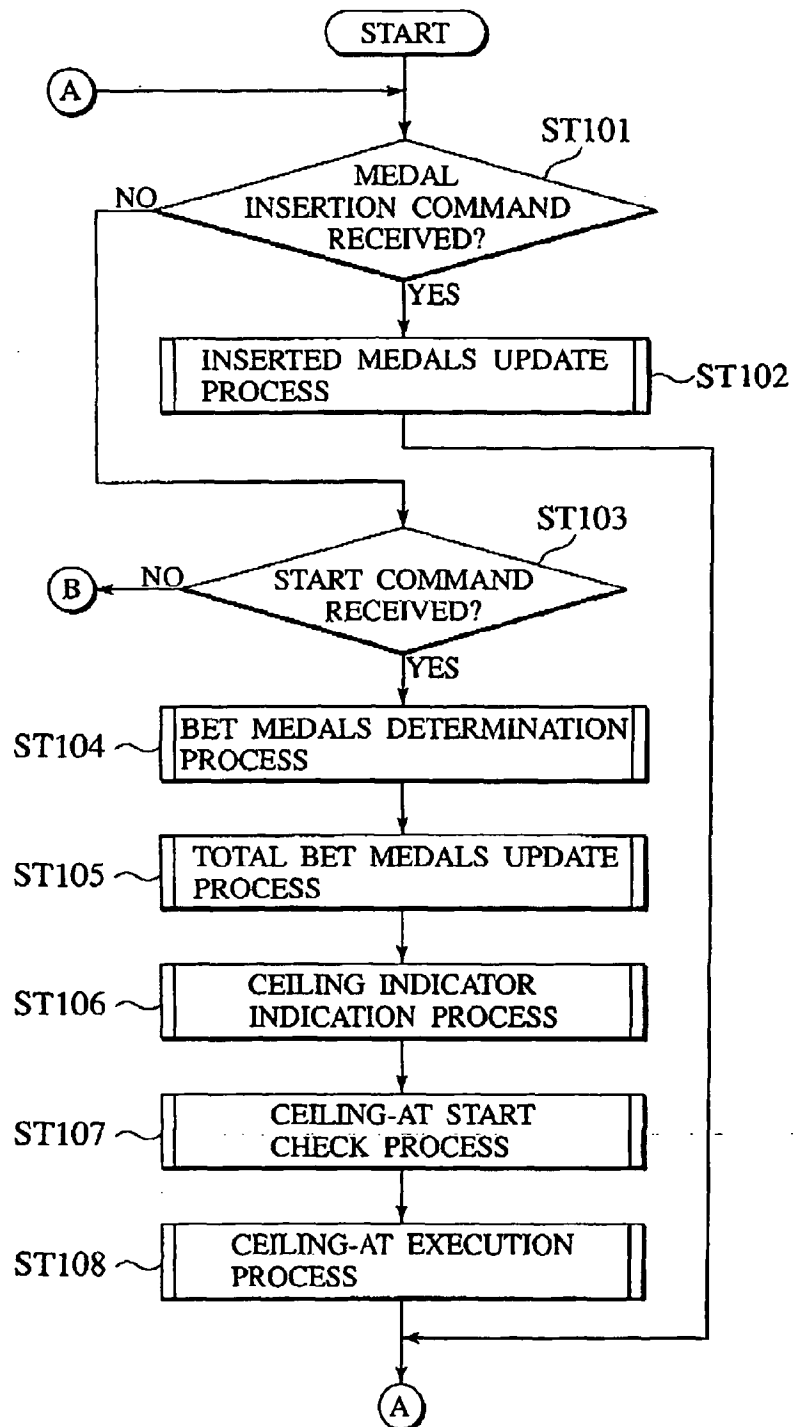 START
A
ST101
MEDAL
INSERTION COMMAND
RECEIVED?
NO
YES
INSERTED MEDALS UPDATE
PROCESS
ST102
ST103
START COMMAND
RECEIVED?
NO
B
YES
ST104
BET MEDALS DETERMINATION
PROCESS
ST105
TOTAL BET MEDALS UPDATE
PROCESS
ST106
CEILING INDICATOR
INDICATION PROCESS
ST107
CEILING-AT START
CHECK PROCESS
ST108
CEILING-AT EXECUTION
PROCESS
A